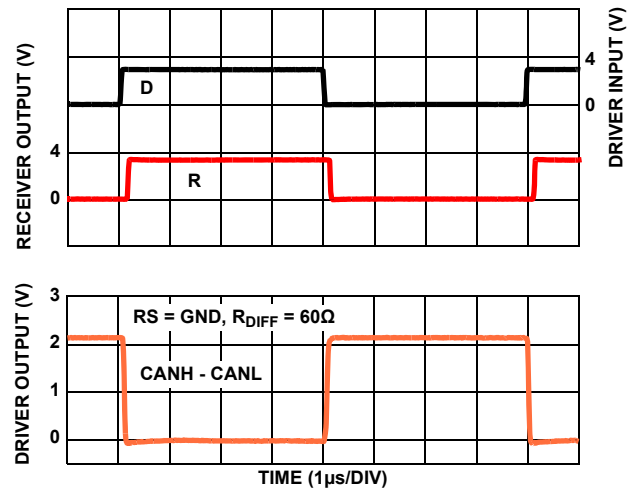 RECEIVER OUTPUT (V)
4
0
D
R
4
0
DRIVER INPUT (V)
DRIVER OUTPUT (V)
3
2
1
0
RS = GND, RDIFF = 60Ω
CANH - CANL
TIME (1µs/DIV)